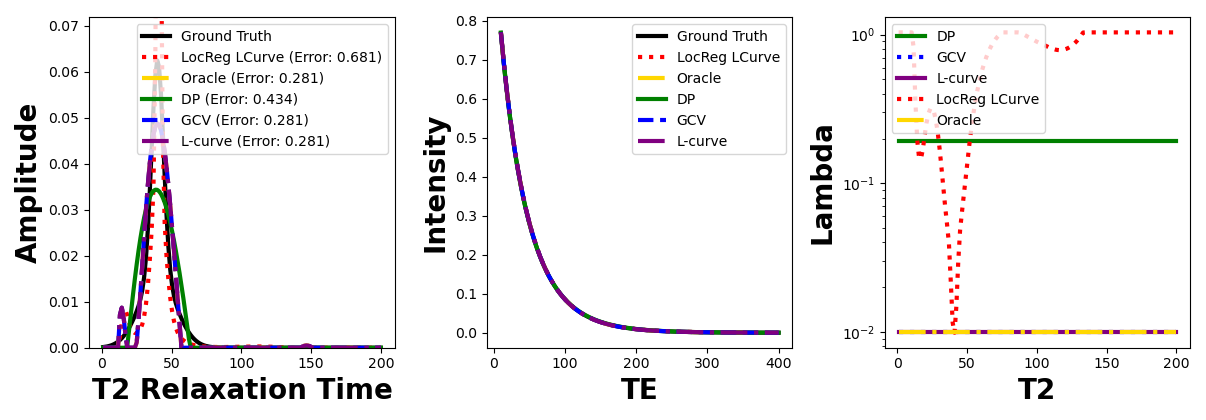 Amplitude
0.07
0.06
0.05
0.04
0.03
0.02
0.01
0.00
0
50
100
150
200
T2 Relaxation Time
Ground Truth
LocReg LCurve (Error: 0.681)
Oracle (Error: 0.281)
DP (Error: 0.434)
GCV (Error: 0.281)
L-curve (Error: 0.281)
Intensity
0.8
0.7
0.6
0.5
0.4
0.3
0.2
0.1
0.0
0
100
200
300
400
TE
Ground Truth
LocReg LCurve
Oracle
DP
GCV
L-curve
Lambda
10⁰
10⁻¹
10⁻²
0
50
100
150
200
T2
DP
GCV
L-curve
LocReg LCurve
Oracle